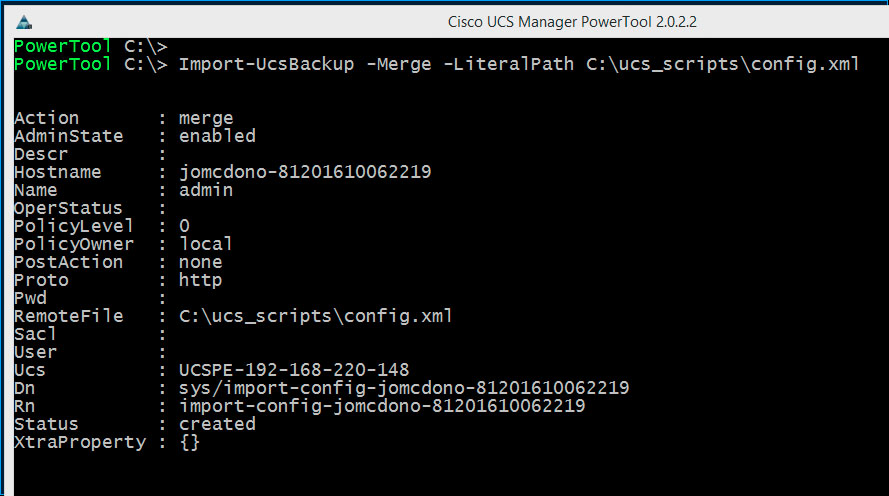 Cisco UCS Manager PowerTool 2.0.2.2
PowerTool C:\>
PowerTool C:\> Import-UcsBackup -Merge -LiteralPath C:\ucs_scripts\config.xml
Action : merge
AdminState : enabled
Descr :
Hostname : jomcdono-81201610062219
Name : admin
OperStatus :
PolicyLevel : 0
PolicyOwner : local
PostAction : none
Proto : http
Pwd :
RemoteFile : C:\ucs_scripts\config.xml
Sacl :
User :
Ucs : UCSPE-192-168-220-148
Dn : sys/import-config-jomcdono-81201610062219
Rn : import-config-jomcdono-81201610062219
Status : created
XtraProperty : {}